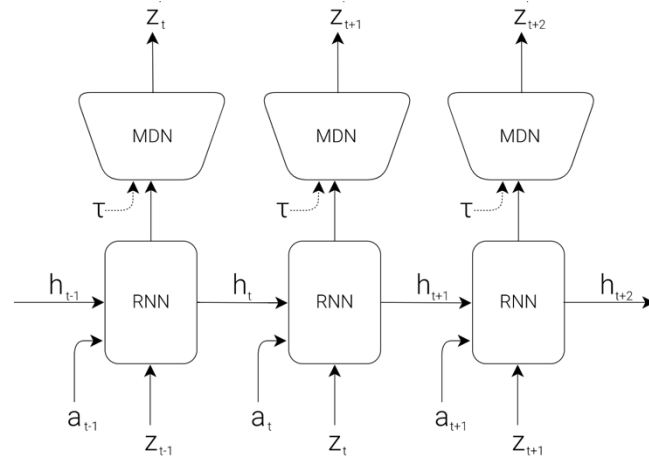 z_t z_t+1 z_t+2
MDN MDN MDN
τ τ τ
h_t-1 RNN h_t RNN h_t+1 RNN h_t+2
a_t-1 a_t a_t+1
z_t-1 z_t z_t+1